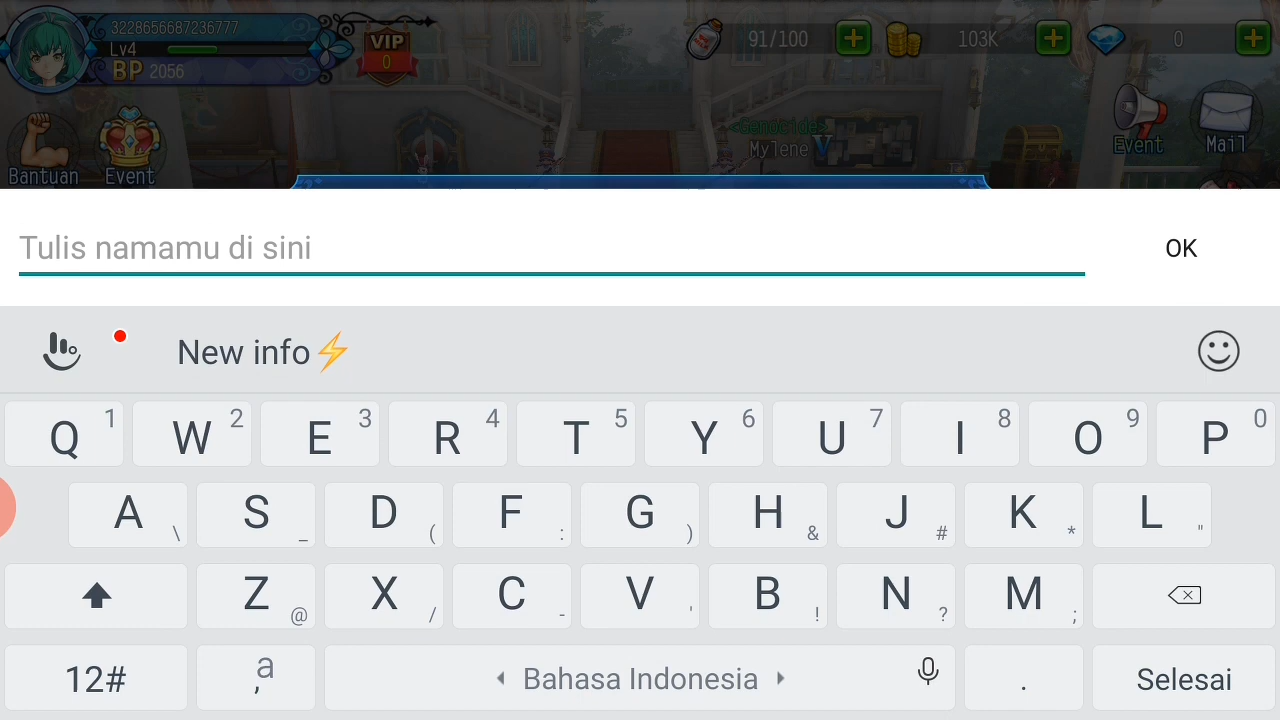 3228656687236777
Lv4
BP 2056
VIP
0
91/100
103K
0
Bantuan
Event
<Genocide>
Mylene
Event
Mail
Tulis namamu di sini
OK
New info⚡
Q 1 W 2 E 3 R 4 T 5 Y 6 U 7 I 8 O 9 P 0
A \ S _ D ( F : G ) H & J # K * L "
Z @ X / C - V ' B ! N ? M ;
12# a , Bahasa Indonesia . Selesai